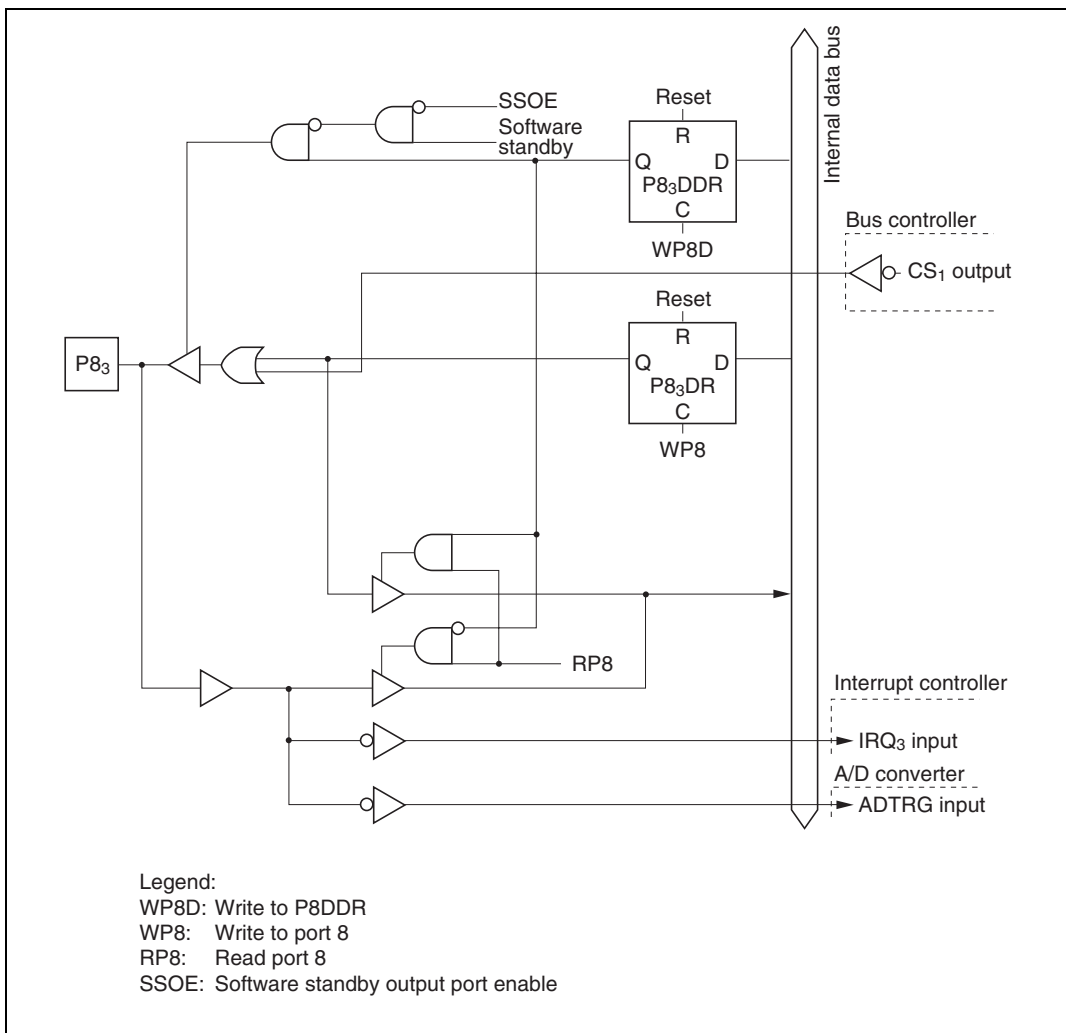 SSOE
Software
standby
Reset
R
Q D
P8₃DDR
C
WP8D
Internal data bus
Bus controller
CS₁ output
Reset
R
Q D
P8₃DR
C
WP8
P8₃
RP8
Interrupt controller
IRQ₃ input
A/D converter
ADTRG input
Legend:
WP8D: Write to P8DDR
WP8: Write to port 8
RP8: Read port 8
SSOE: Software standby output port enable